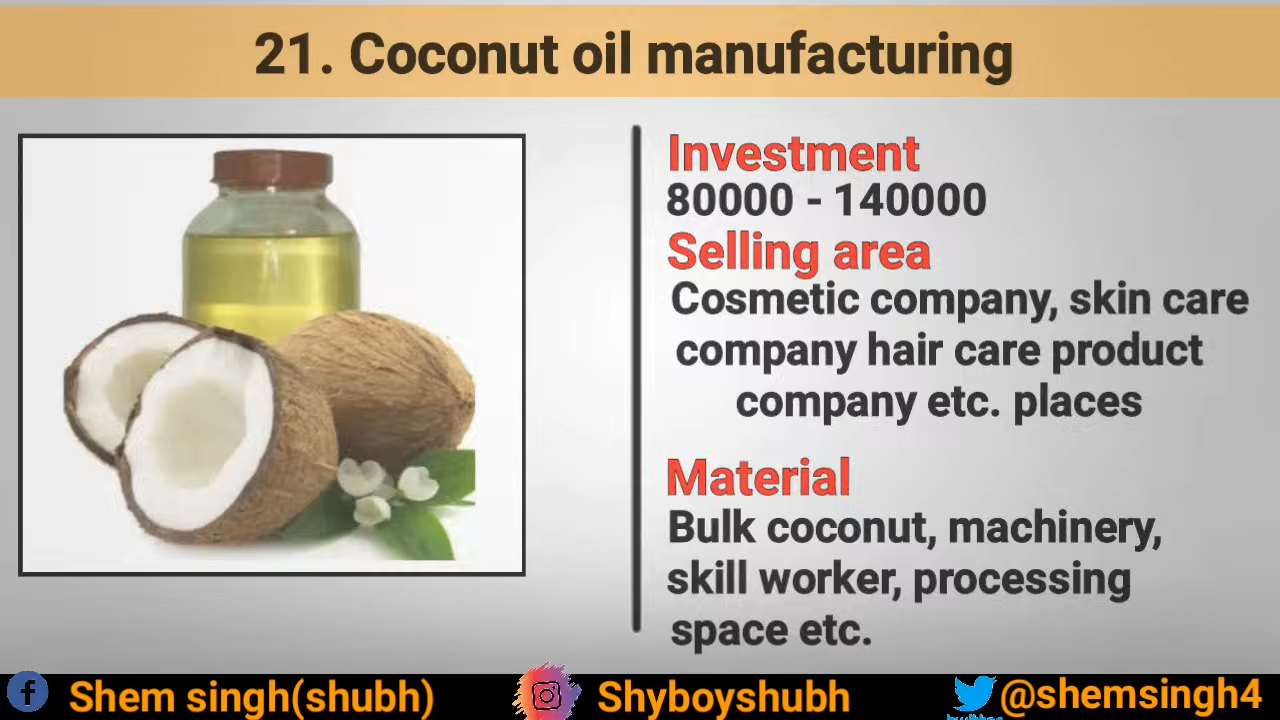 21. Coconut oil manufacturing
Investment
80000 - 140000
Selling area
Cosmetic company, skin care
company hair care product
company etc. places
Material
Bulk coconut, machinery,
skill worker, processing
space etc.
Shem singh(shubh)
Shyboyshubh
@shemsingh4